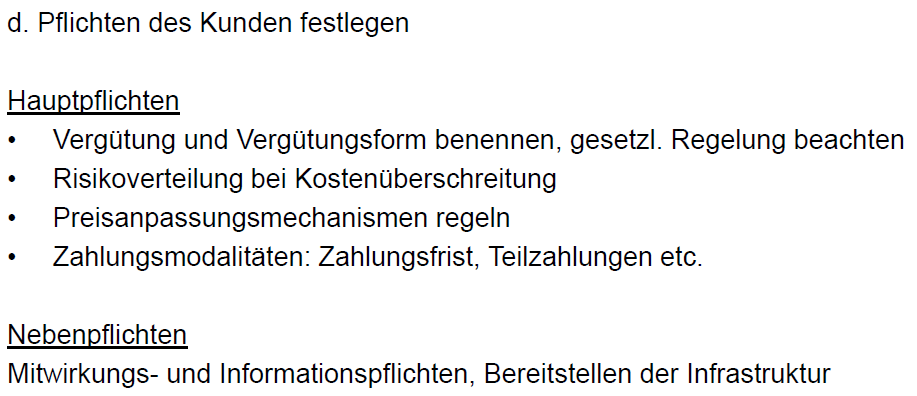 d. Pflichten des Kunden festlegen
Hauptpflichten
• Vergütung und Vergütungsform benennen, gesetzl. Regelung beachten
• Risikoverteilung bei Kostenüberschreitung
• Preisanpassungsmechanismen regeln
• Zahlungsmodalitäten: Zahlungsfrist, Teilzahlungen etc.
Nebenpflichten
Mitwirkungs- und Informationspflichten, Bereitstellen der Infrastruktur